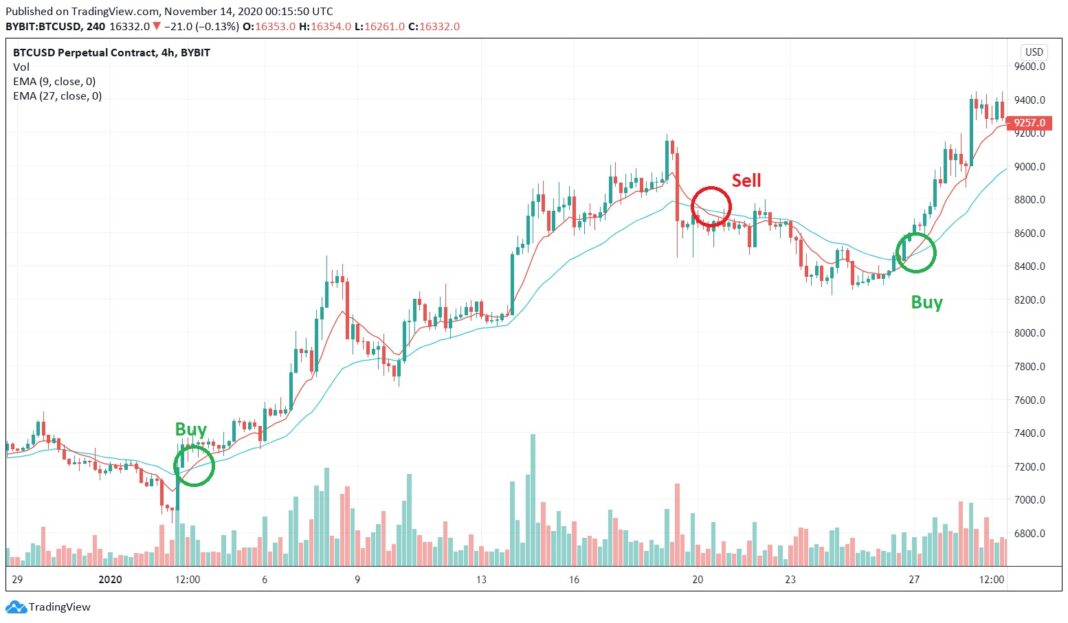 Published on TradingView.com, November 14, 2020 00:15:50 UTC
BYBIT:BTCUSD, 240 16332.0 ▼ −21.0 (−0.13%) O:16353.0 H:16354.0 L:16261.0 C:16332.0
BTCUSD Perpetual Contract, 4h, BYBIT
Vol
EMA (9, close, 0)
EMA (27, close, 0)
USD
9600.0
9400.0
9257.0
9200.0
9000.0
8800.0
8600.0
8400.0
8200.0
8000.0
7800.0
7600.0
7400.0
7200.0
7000.0
6800.0
Sell
Buy
Buy
29 2020 12:00 6 9 13 16 20 23 27 12:00
TradingView